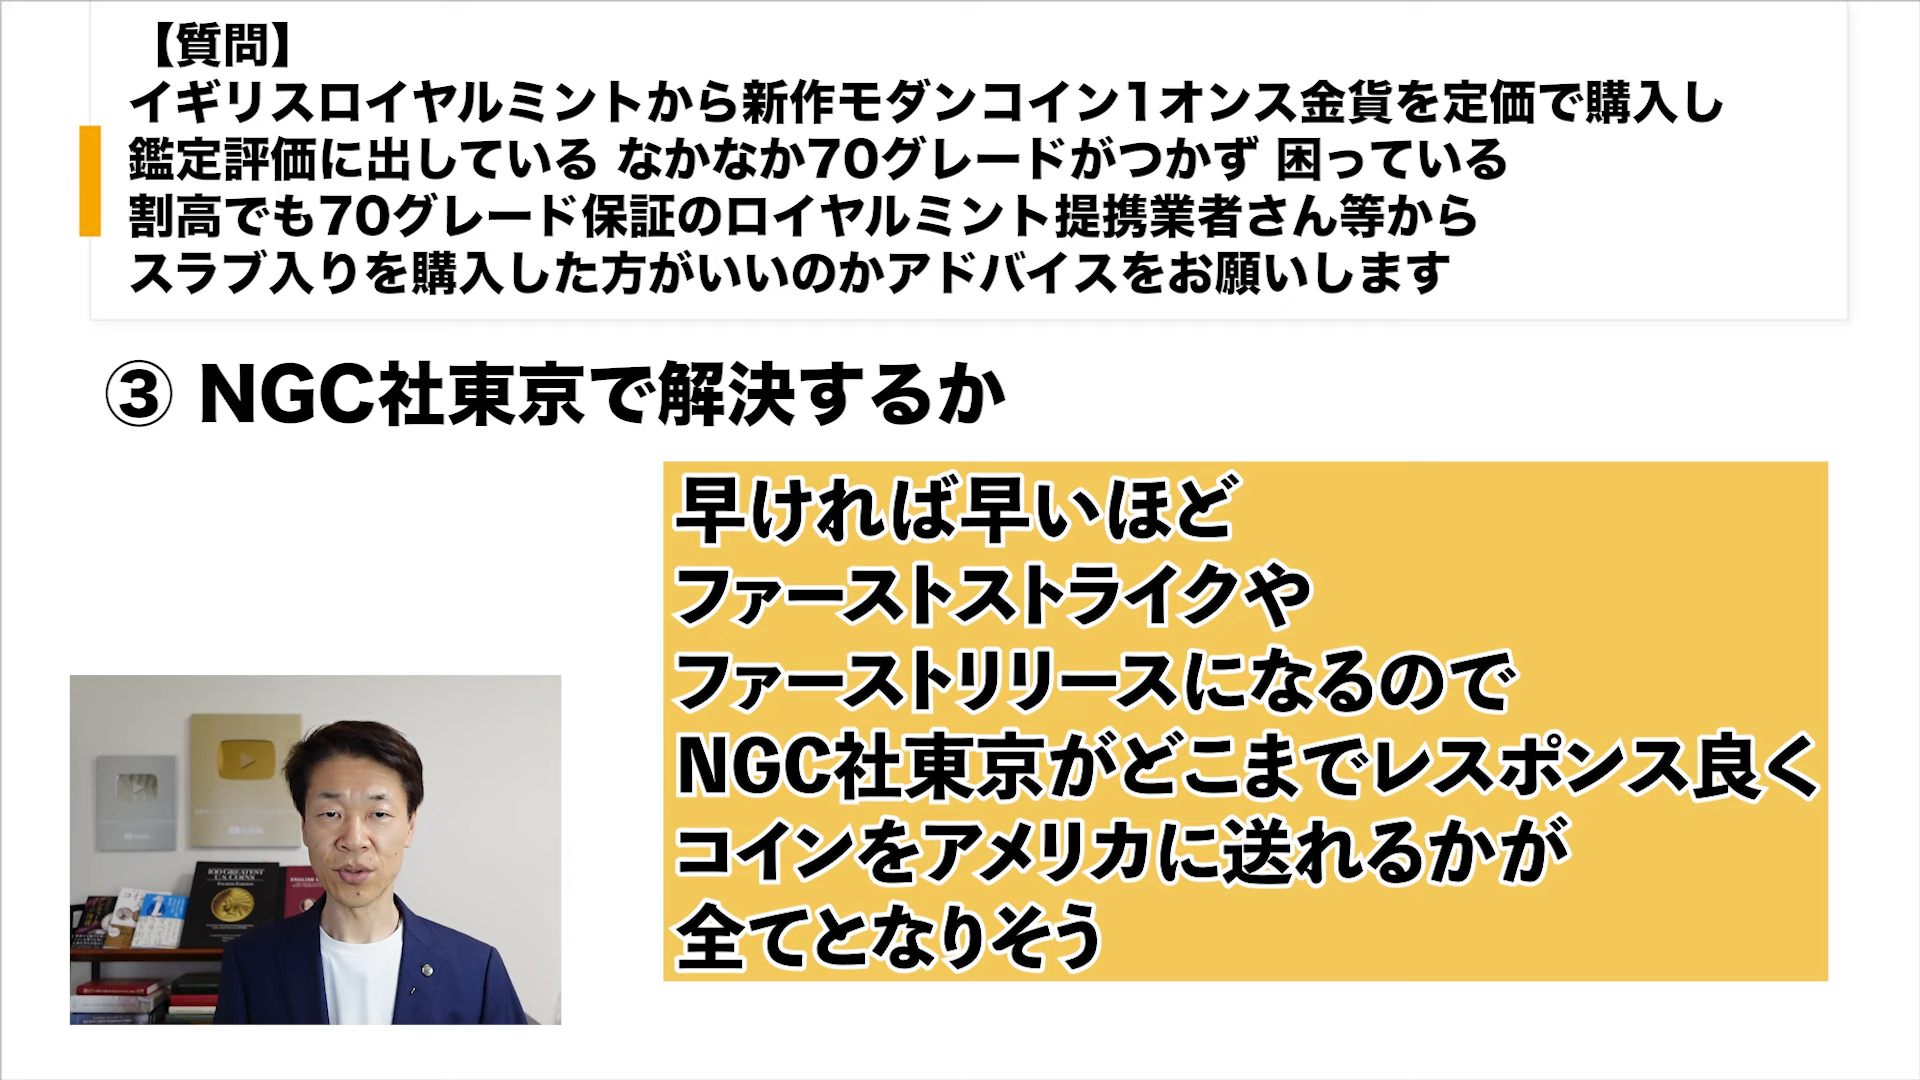 【質問】
イギリスロイヤルミントから新作モダンコイン1オンス金貨を定価で購入し
鑑定評価に出している なかなか70グレードがつかず 困っている
割高でも70グレード保証のロイヤルミント提携業者さん等から
スラブ入りを購入した方がいいのかアドバイスをお願いします
③ NGC社東京で解決するか
早ければ早いほど
ファーストストライクや
ファーストリリースになるので
NGC社東京がどこまでレスポンス良く
コインをアメリカに送れるかが
全てとなりそう
100 GREATEST
U.S. COINS